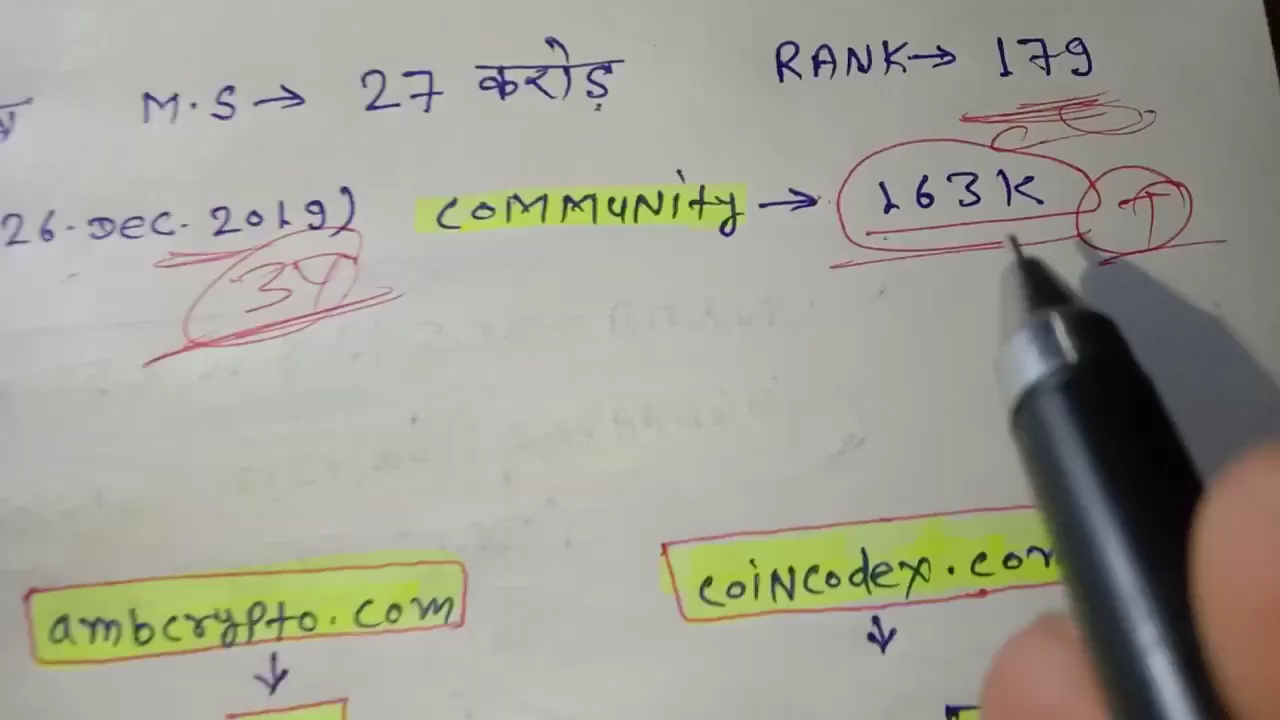 M.S → 27 करोड़ RANK → 179
26-DEC-2019) COMMUNity → 163K ↑
34
ambcrypto.com coinCodex.com
↓ ↓